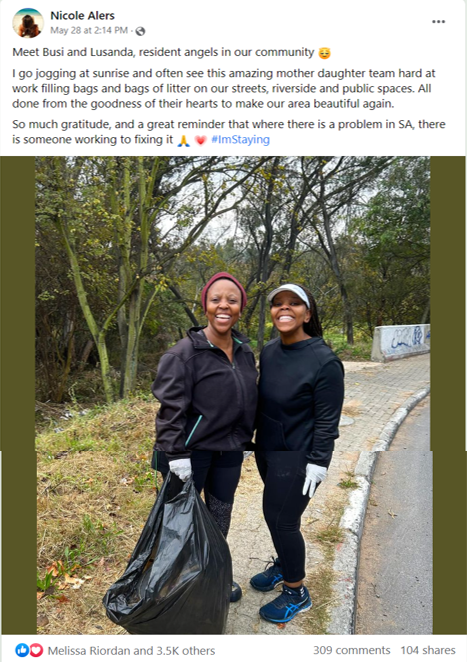 Nicole Alers
May 28 at 2:14 PM ·
Meet Busi and Lusanda, resident angels in our community 😊
I go jogging at sunrise and often see this amazing mother daughter team hard at
work filling bags and bags of litter on our streets, riverside and public spaces. All
done from the goodness of their hearts to make our area beautiful again.
So much gratitude, and a great reminder that where there is a problem in SA, there
is someone working to fixing it 🙏 💗 #ImStaying
Melissa Riordan and 3.5K others 309 comments 104 shares